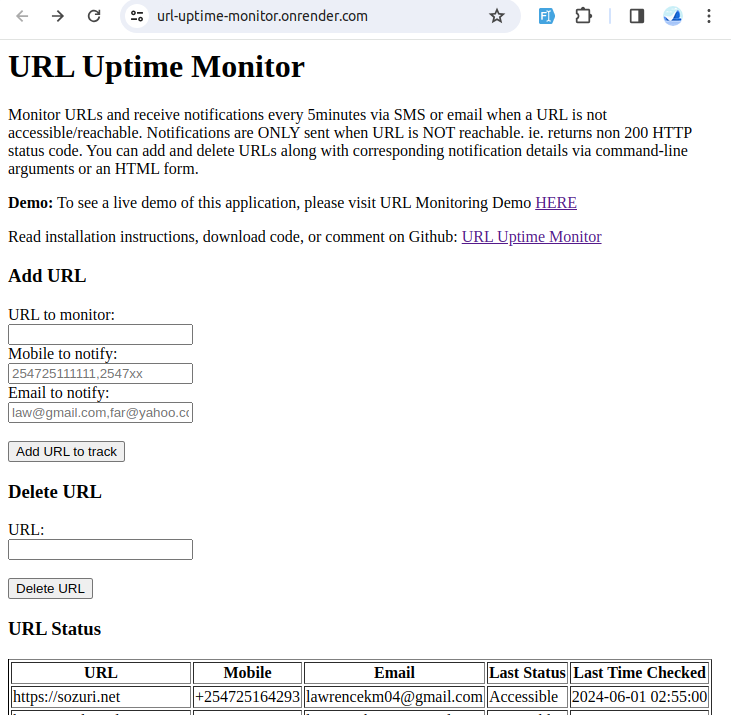 url-uptime-monitor.onrender.com
URL Uptime Monitor
Monitor URLs and receive notifications every 5minutes via SMS or email when a URL is not
accessible/reachable. Notifications are ONLY sent when URL is NOT reachable. ie. returns non 200 HTTP
status code. You can add and delete URLs along with corresponding notification details via command-line
arguments or an HTML form.
Demo: To see a live demo of this application, please visit URL Monitoring Demo HERE
Read installation instructions, download code, or comment on Github: URL Uptime Monitor
Add URL
URL to monitor:
Mobile to notify:
254725111111,2547xx
Email to notify:
law@gmail.com,far@yahoo.co
Add URL to track
Delete URL
URL:
Delete URL
URL Status
URL Mobile Email Last Status Last Time Checked
https://sozuri.net +254725164293 lawrencekm04@gmail.com Accessible 2024-06-01 02:55:00